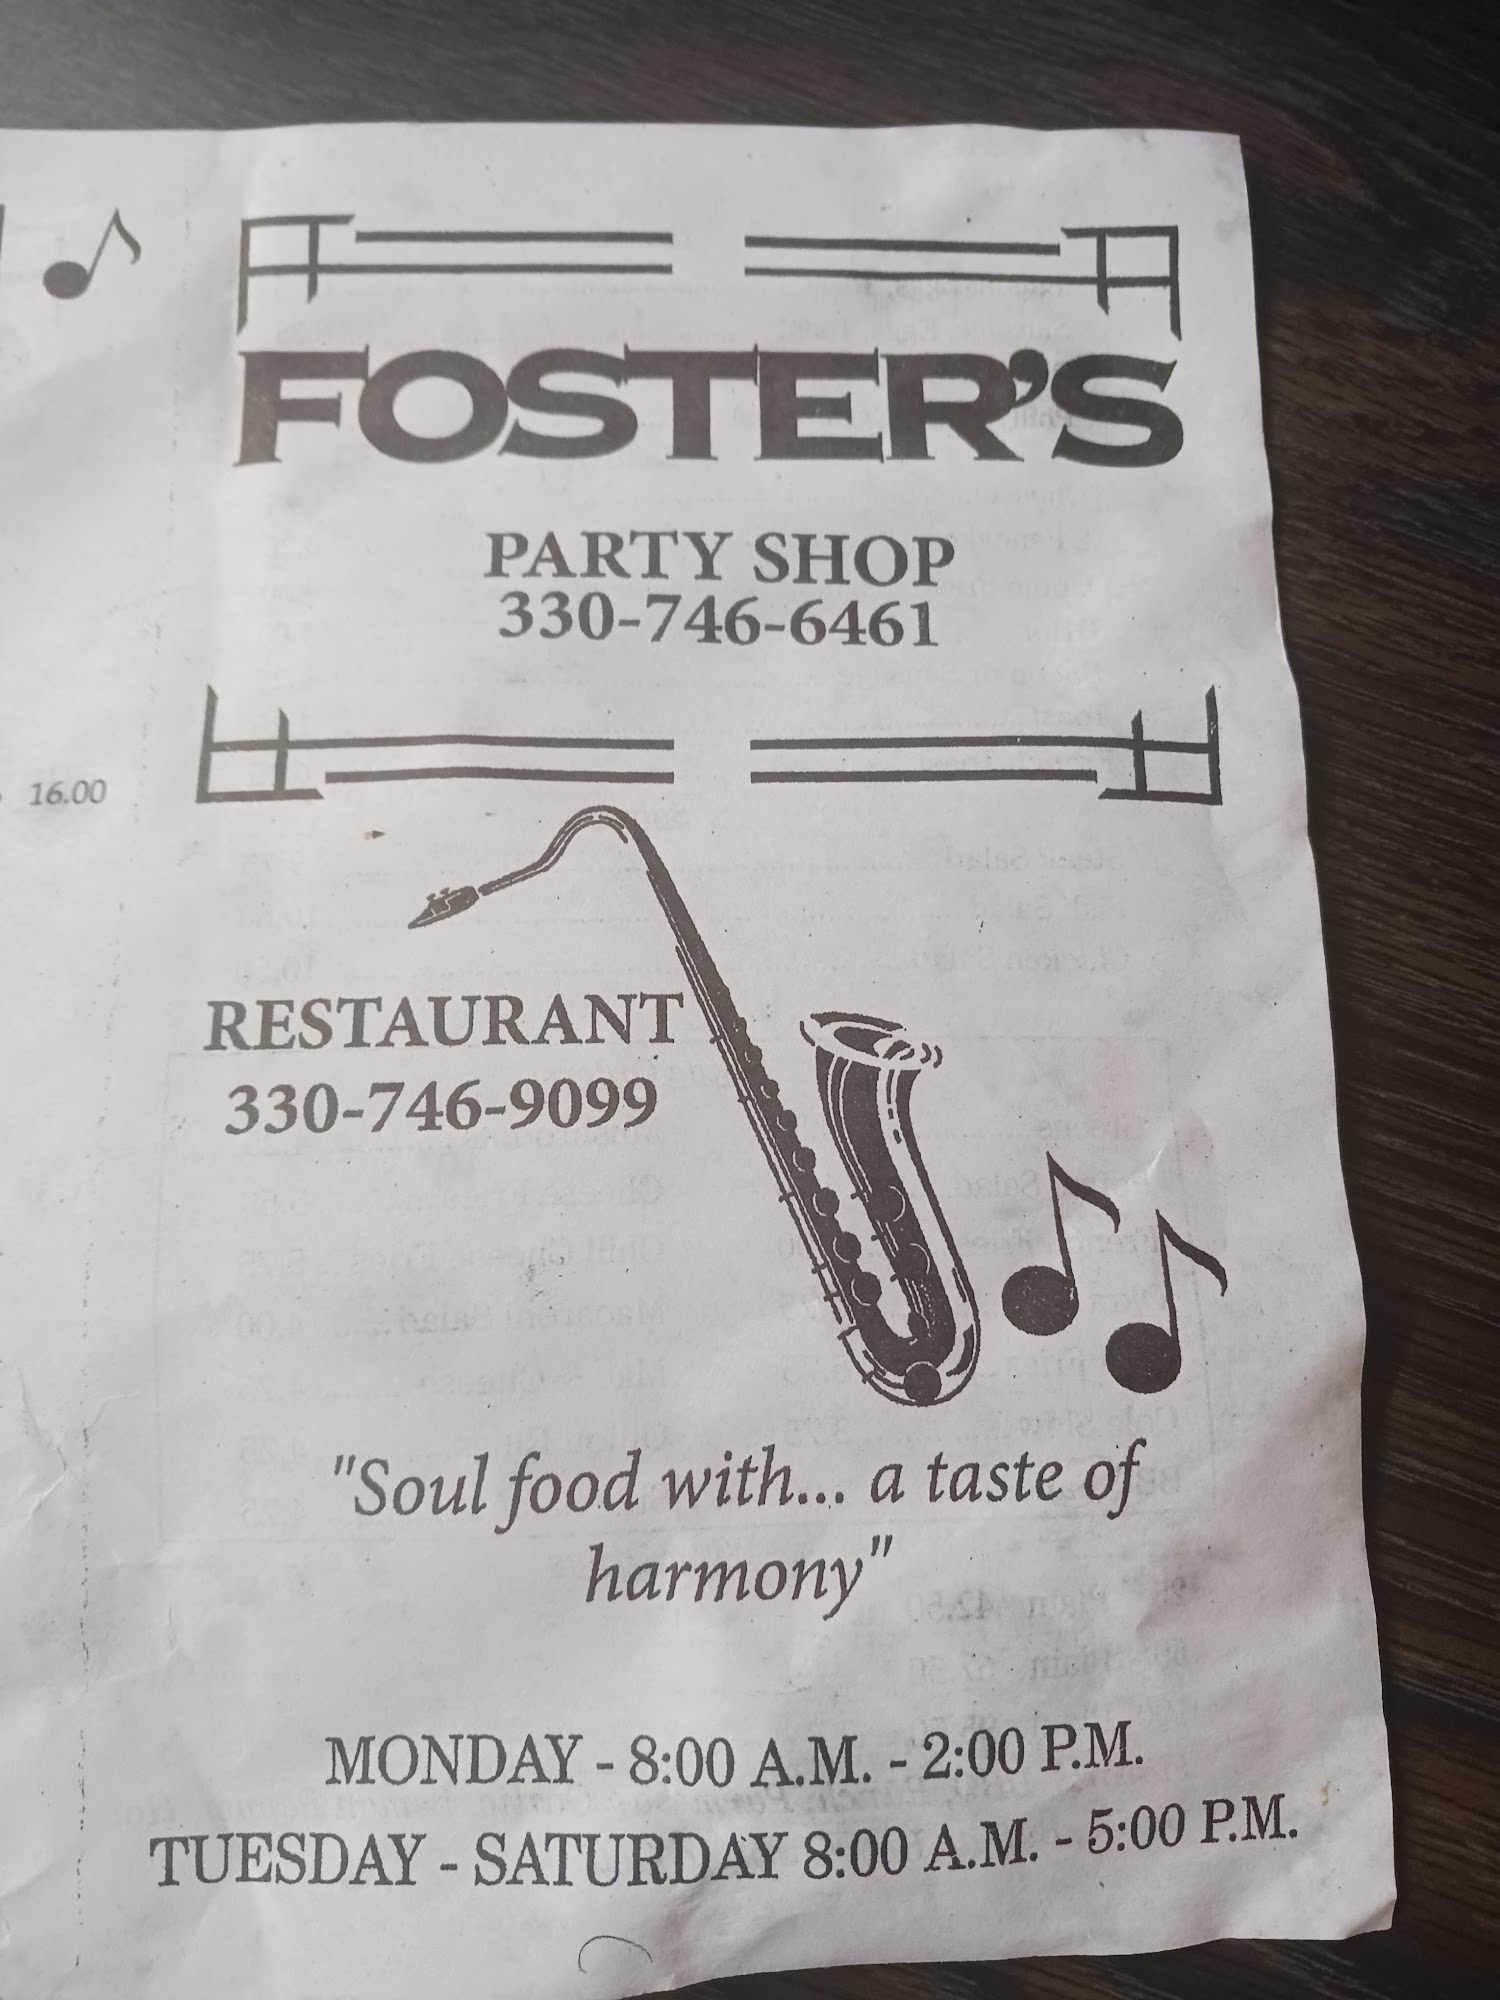 FOSTER'S
PARTY SHOP
330-746-6461
16.00
RESTAURANT
330-746-9099
"Soul food with... a taste of
harmony"
MONDAY - 8:00 A.M. - 2:00 P.M.
TUESDAY - SATURDAY 8:00 A.M. - 5:00 P.M.